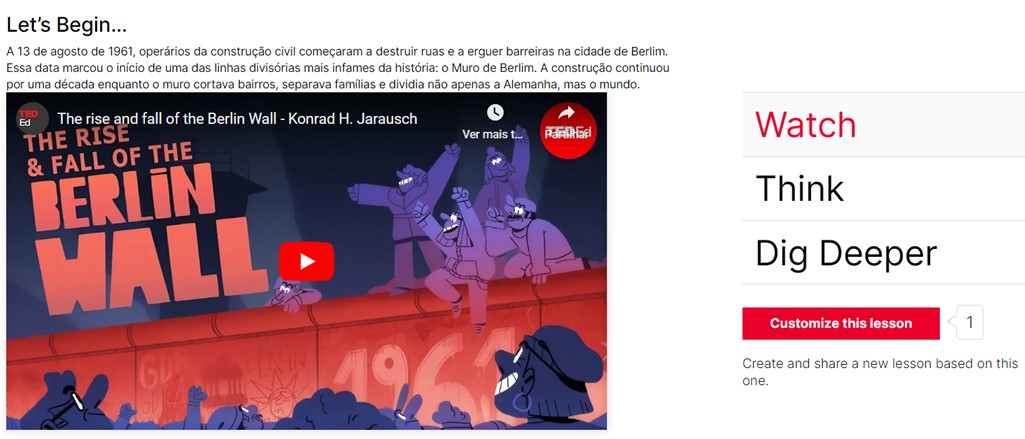 Let's Begin...
A 13 de agosto de 1961, operários da construção civil começaram a destruir ruas e a erguer barreiras na cidade de Berlim.
Essa data marcou o início de uma das linhas divisórias mais infames da história: o Muro de Berlim. A construção continuou
por uma década enquanto o muro cortava bairros, separava famílias e dividia não apenas a Alemanha, mas o mundo.
TED
Ed
The rise and fall of the Berlin Wall - Konrad H. Jarausch
Ver mais t...
Partilhar
TED Ed
THE RISE
& FALL OF THE
BERLIN
WALL
1961
Watch
Think
Dig Deeper
Customize this lesson
1
Create and share a new lesson based on this
one.